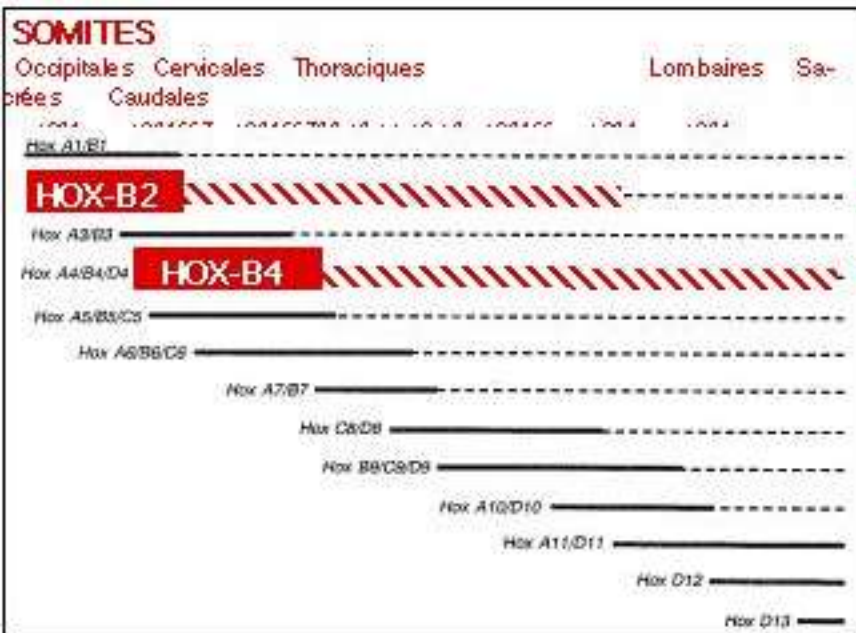 SOMITES
Occipitales Cervicales Thoraciques Lombaires Sa-
crées Caudales
Hox A1/B1
HOX-B2
Hox A3/B3
Hox A4/B4/D4 HOX-B4
Hox A5/B5/C5
Hox A6/B6/C6
Hox A7/B7
Hox C8/D8
Hox B9/C9/D9
Hox A10/D10
Hox A11/D11
Hox D12
Hox D13